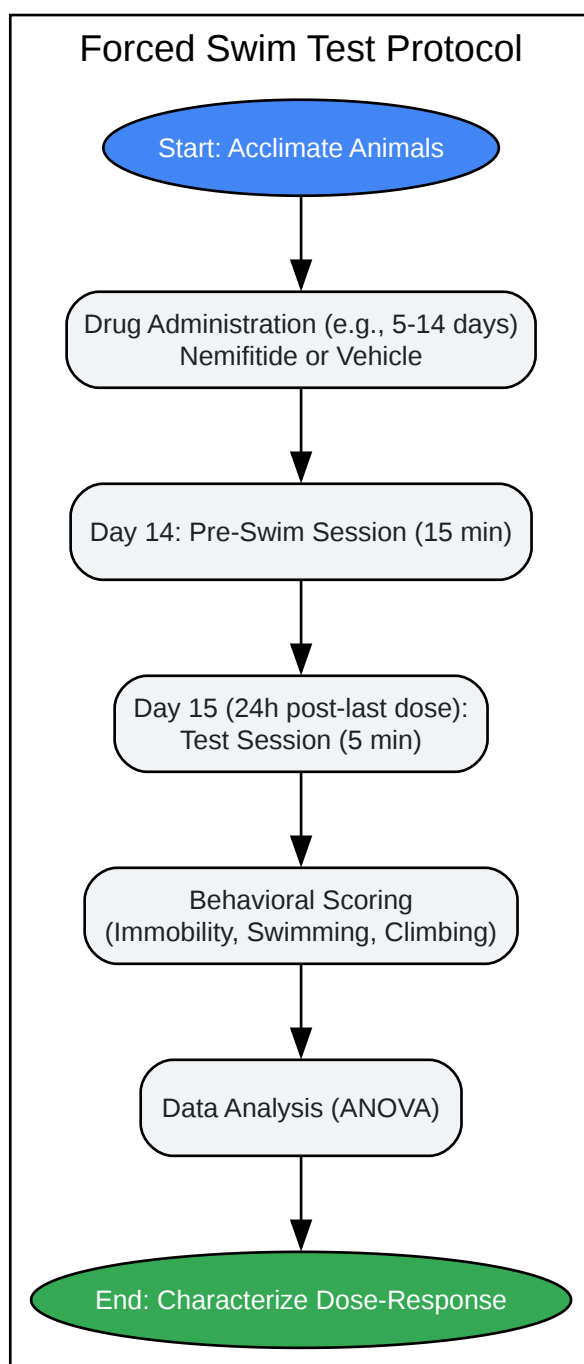 Forced Swim Test Protocol
Start: Acclimate Animals
Drug Administration (e.g., 5-14 days)
Nemifitide or Vehicle
Day 14: Pre-Swim Session (15 min)
Day 15 (24h post-last dose):
Test Session (5 min)
Behavioral Scoring
(Immobility, Swimming, Climbing)
Data Analysis (ANOVA)
End: Characterize Dose-Response